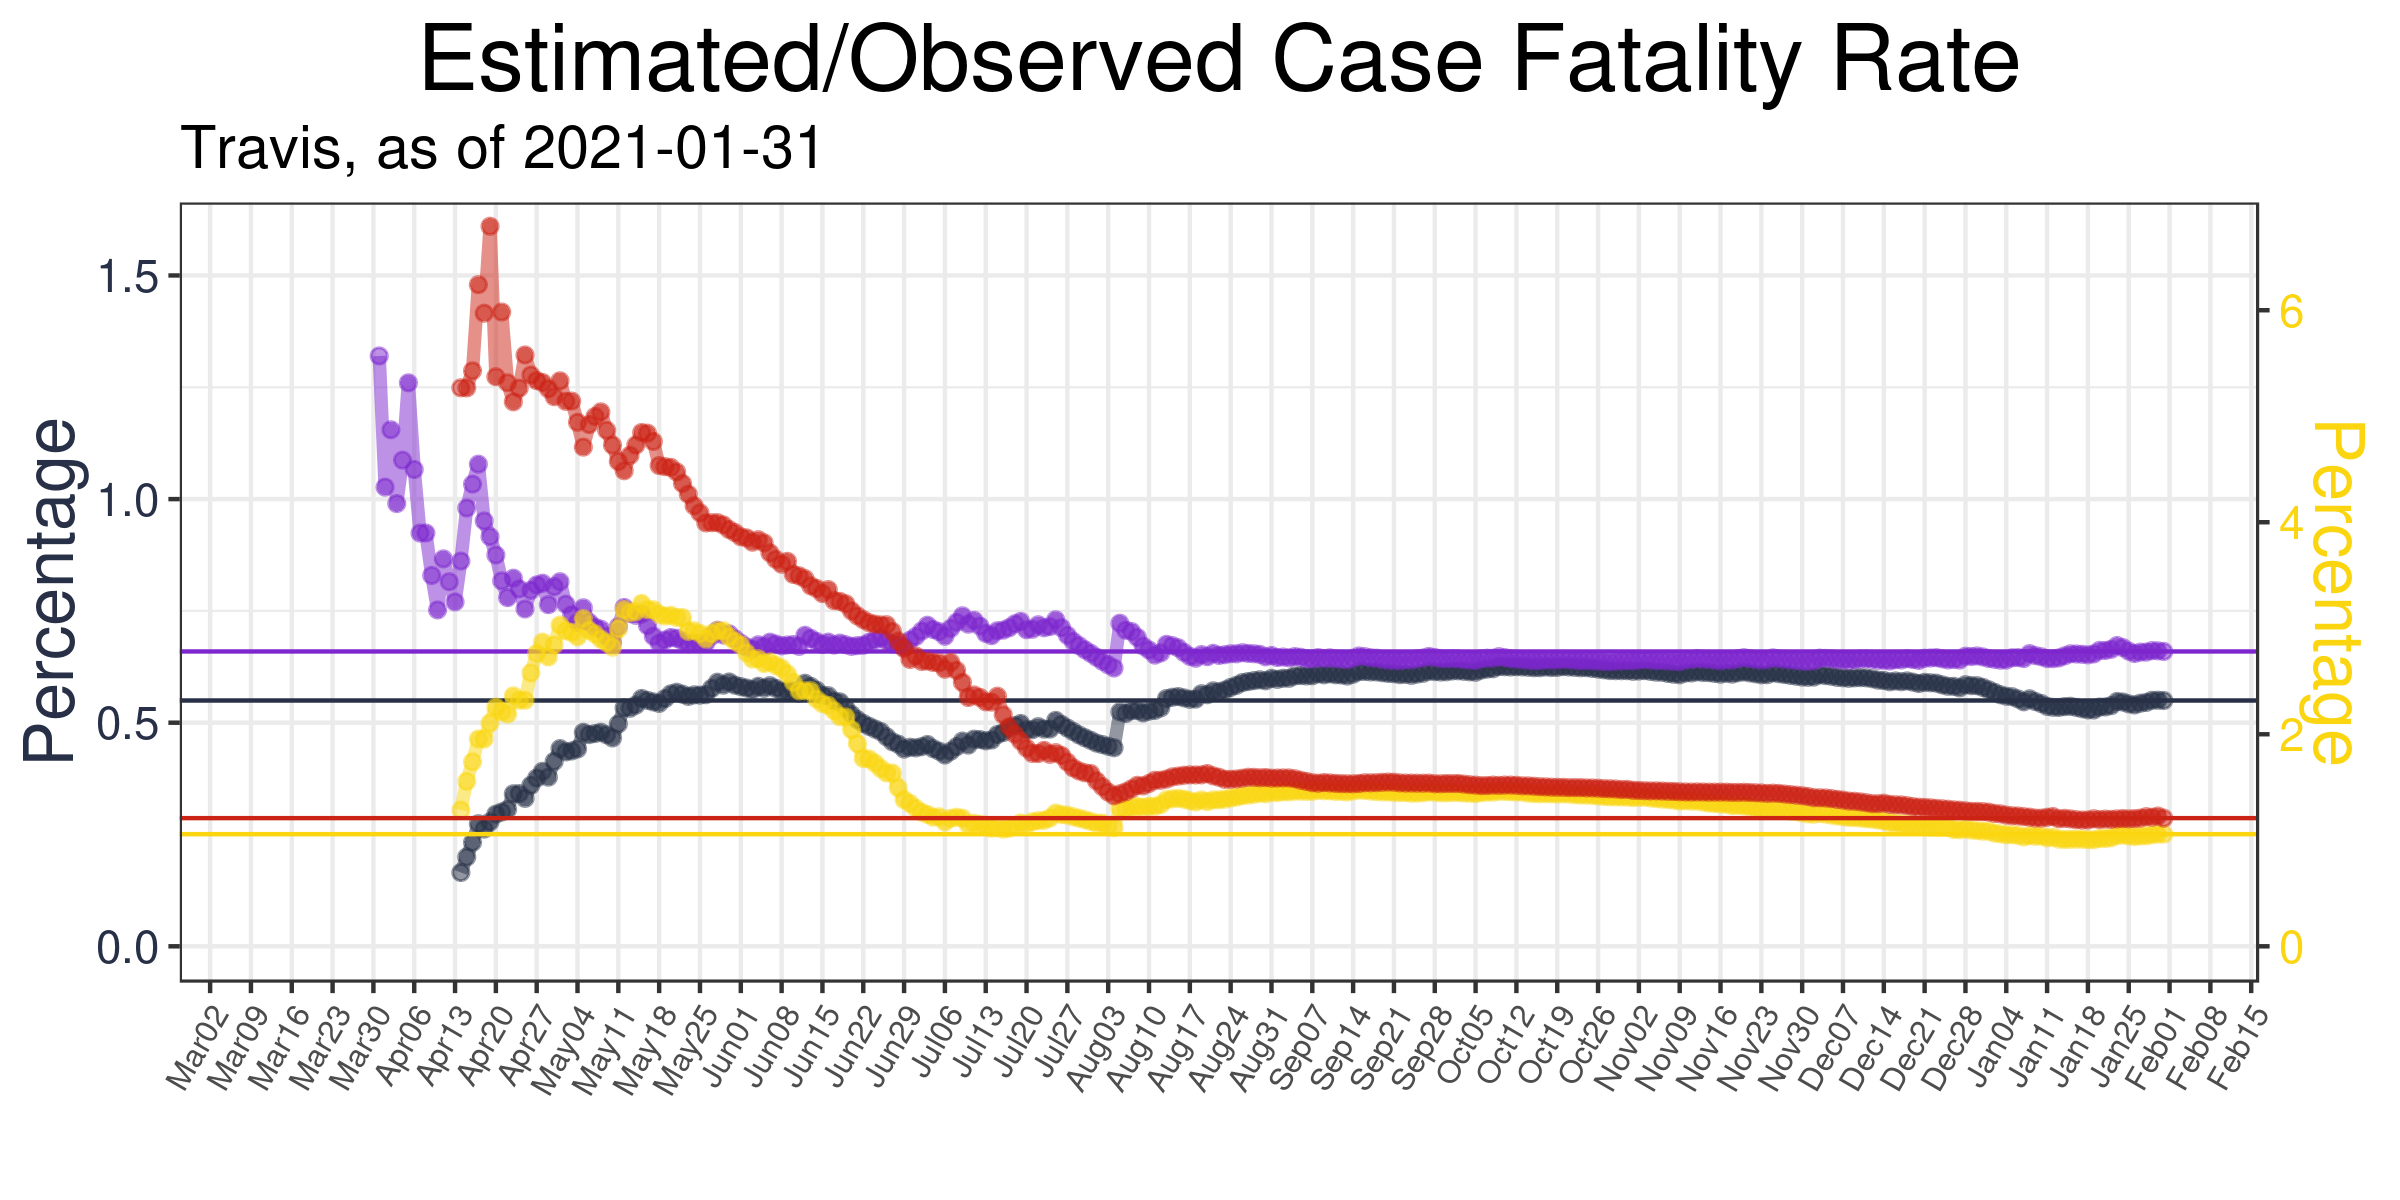 Estimated/Observed Case Fatality Rate
Travis, as of 2021-01-31
Percentage
1.5
1.0
0.5
0.0
6
4
2
0
Percentage
Mar02
Mar09
Mar16
Mar23
Mar30
Apr06
Apr13
Apr20
Apr27
May04
May11
May18
May25
Jun01
Jun08
Jun15
Jun22
Jun29
Jul06
Jul13
Jul20
Jul27
Aug03
Aug10
Aug17
Aug24
Aug31
Sep07
Sep14
Sep21
Sep28
Oct05
Oct12
Oct19
Oct26
Nov02
Nov09
Nov16
Nov23
Nov30
Dec07
Dec14
Dec21
Dec28
Jan04
Jan11
Jan18
Jan25
Feb01
Feb08
Feb15